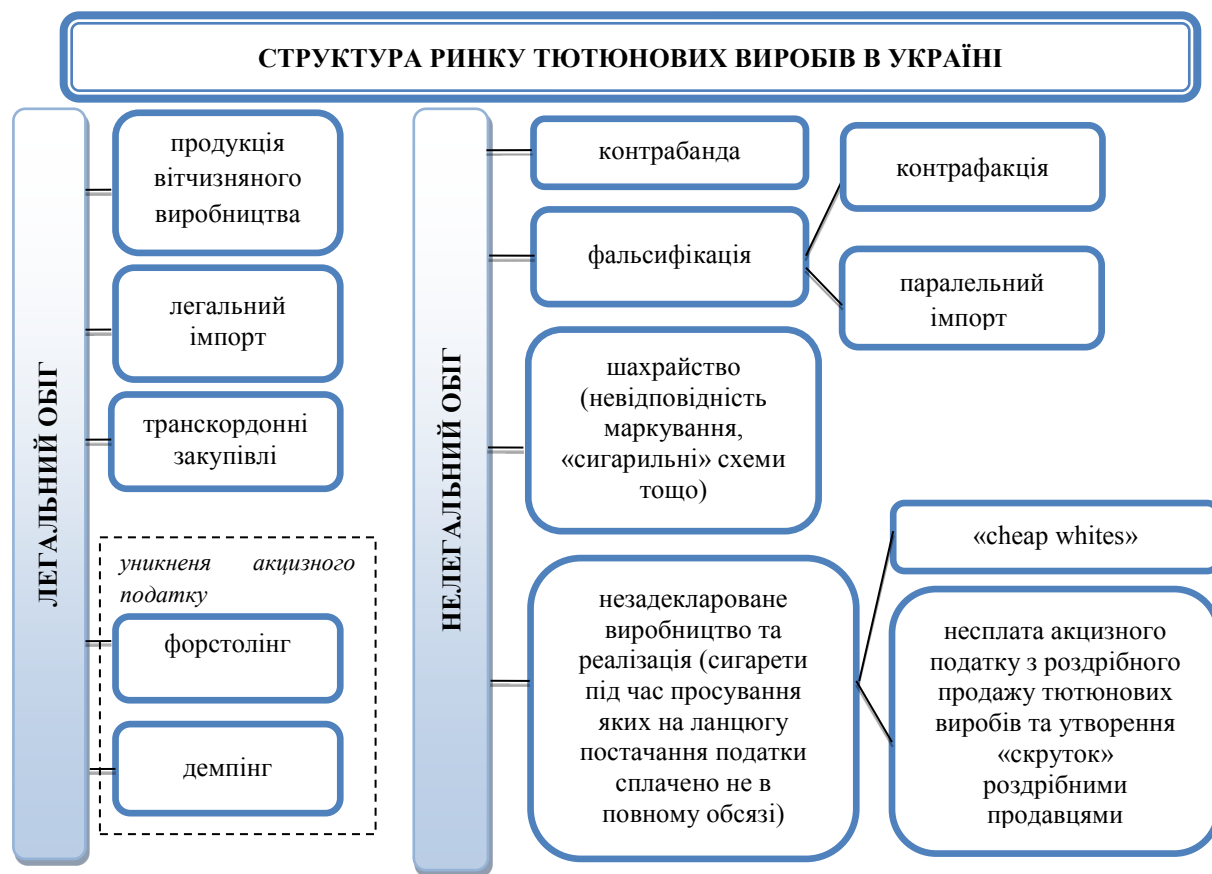 СТРУКТУРА РИНКУ ТЮТЮНОВИХ ВИРОБІВ В УКРАЇНІ
ЛЕГАЛЬНИЙ ОБІГ
продукція
вітчизняного
виробництва
легальний
імпорт
транскордонні
закупівлі
уникненя акцизного
податку
форстолінг
демпінг
НЕЛЕГАЛЬНИЙ ОБІГ
контрабанда
фальсифікація
контрафакція
паралельний
імпорт
шахрайство
(невідповідність
маркування,
«сигарильні» схеми
тощо)
незадеклароване
виробництво та
реалізація (сигарети
під час просування
яких на ланцюгу
постачання податки
сплачено не в
повному обсязі)
«cheap whites»
несплата акцизного
податку з роздрібного
продажу тютюнових
виробів та утворення
«скруток»
роздрібними
продавцями